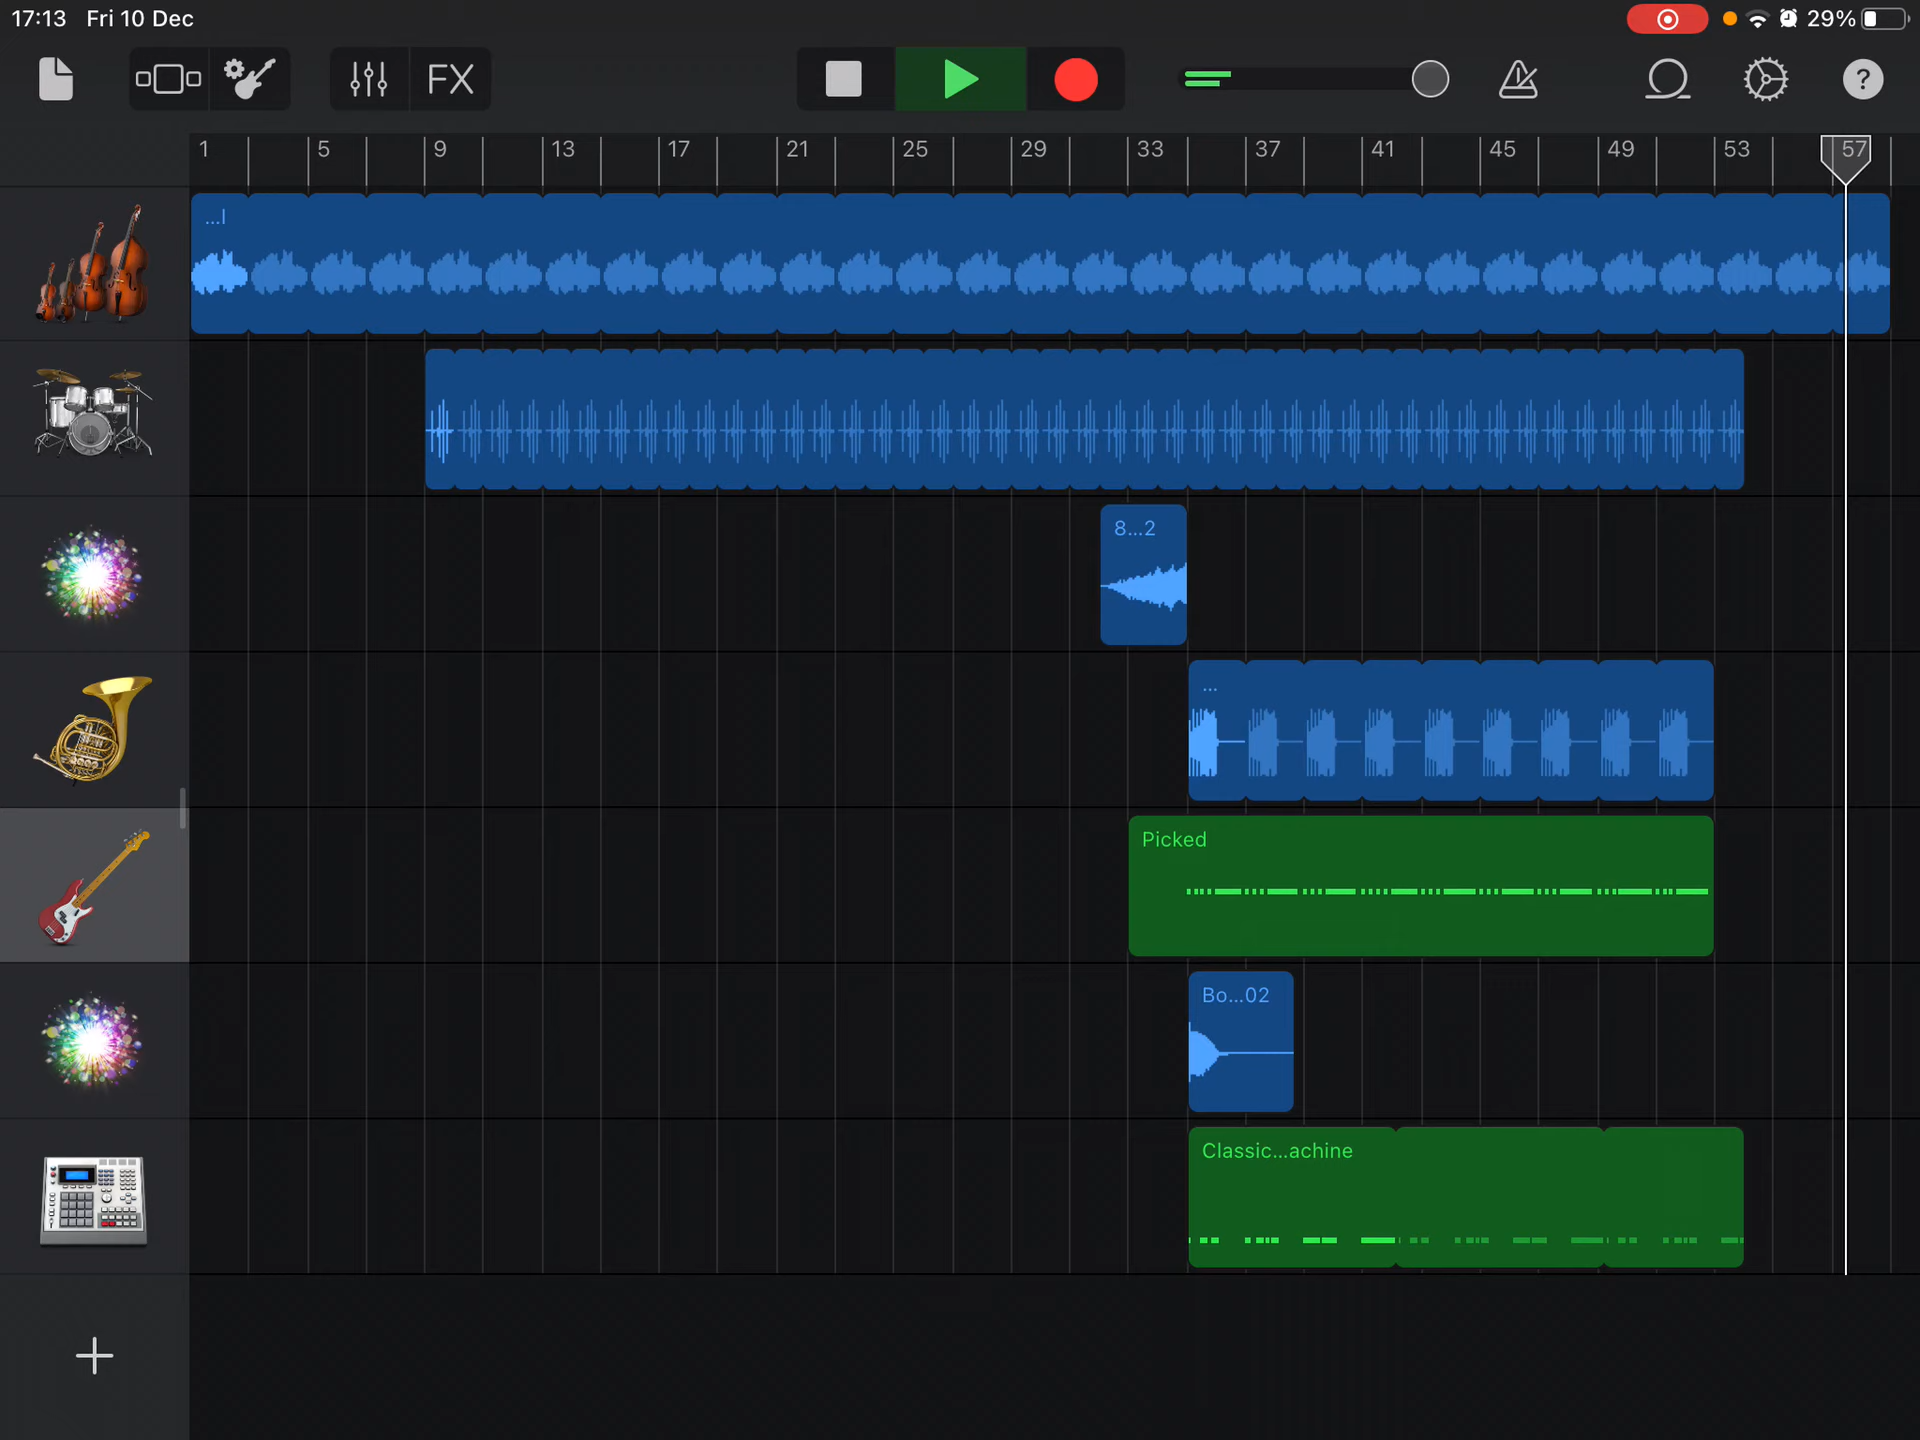 17:13 Fri 10 Dec 29%
FX ?
1 5 9 13 17 21 25 29 33 37 41 45 49 53 57
...l
8...2
...
Picked
Bo...02
Classic...achine